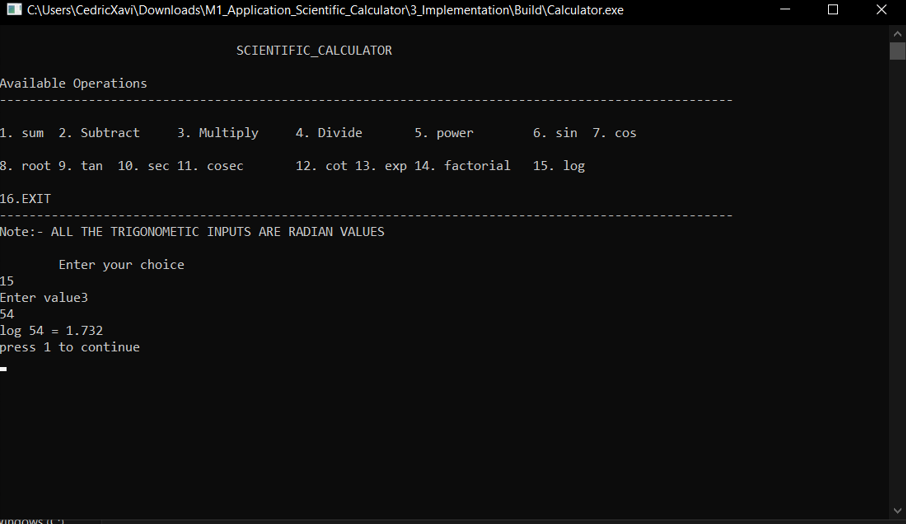 C:\Users\CedricXavi\Downloads\M1_Application_Scientific_Calculator\3_Implementation\Build\Calculator.exe
SCIENTIFIC_CALCULATOR
Available Operations
----------------------------------------------------------------------------------------------------
1. sum 2. Subtract 3. Multiply 4. Divide 5. power 6. sin 7. cos
8. root 9. tan 10. sec 11. cosec 12. cot 13. exp 14. factorial 15. log
16.EXIT
----------------------------------------------------------------------------------------------------
Note:- ALL THE TRIGONOMETIC INPUTS ARE RADIAN VALUES
Enter your choice
15
Enter value3
54
log 54 = 1.732
press 1 to continue